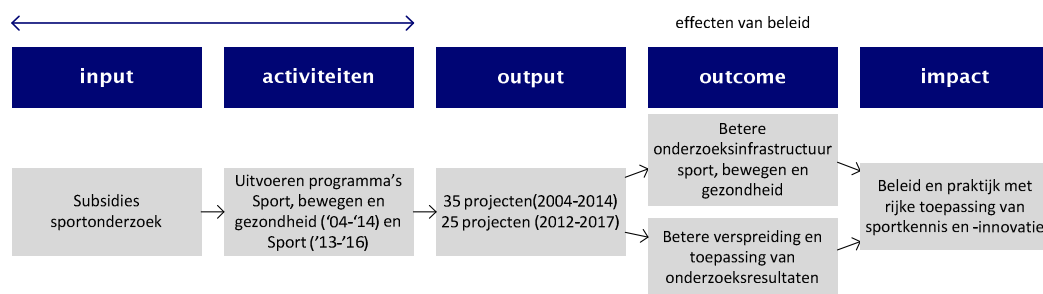 effecten van beleid
input
activiteiten
output
outcome
impact
Subsidies
sportonderzoek
Uitvoeren programma’s
Sport, bewegen en
gezondheid (‘04-‘14) en
Sport (’13-’16)
35 projecten(2004-2014)
25 projecten (2012-2017)
Betere
onderzoeksinfrastructuur
sport, bewegen en
gezondheid
Betere verspreiding en
toepassing van
onderzoeksresultaten
Beleid en praktijk met
rijke toepassing van
sportkennis en -innovatie